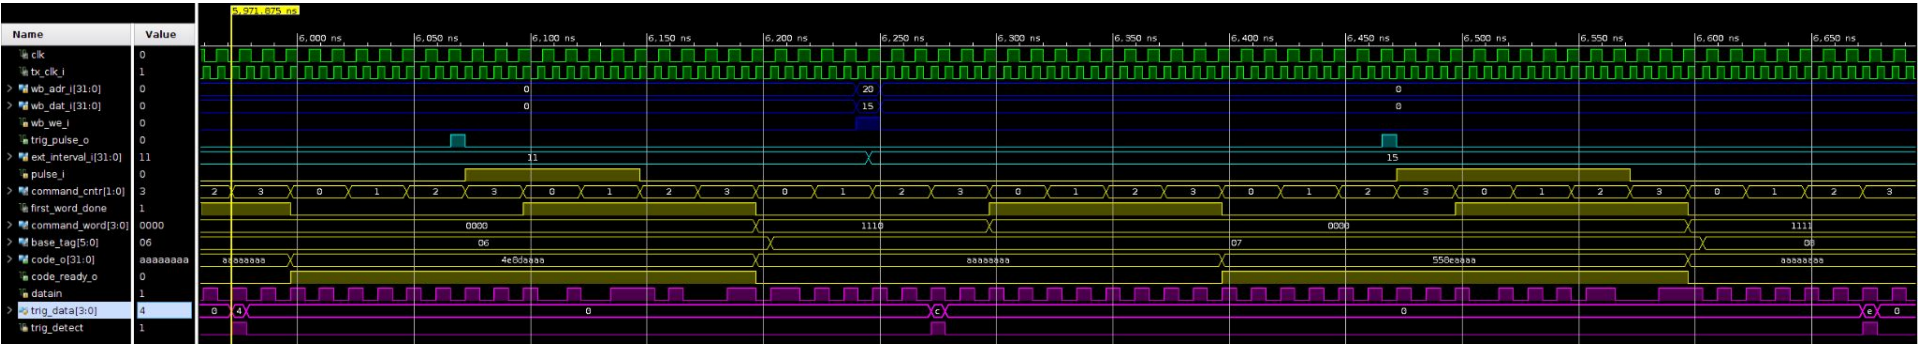 5,971.875 ns
Name Value
6,000 ns 6,050 ns 6,100 ns 6,150 ns 6,200 ns 6,250 ns 6,300 ns 6,350 ns 6,400 ns 6,450 ns 6,500 ns 6,550 ns 6,600 ns 6,650 ns
clk 0
tx_clk_i 1
wb_adr_i[31:0] 0 0 20 0
wb_dat_i[31:0] 0 0 15 0
wb_we_i 0
trig_pulse_o 0
ext_interval_i[31:0] 11 11 15
pulse_i 0
command_cntr[1:0] 3 2 3 0 1 2 3 0 1 2 3 0 1 2 3 0 1 2 3 0 1 2 3 0 1 2 3 0 1 2 3
first_word_done 1
command_word[3:0] 0000 0000 1110 0000 1111
base_tag[5:0] 06 06 07 08
code_o[31:0] aaaaaaaa aaaaaaaa 4e8daaaa aaaaaaaa 550eaaaa aaaaaaaa
code_ready_o 0
datain 1
trig_data[3:0] 4 0 4 0 c 0 e 0
trig_detect 1